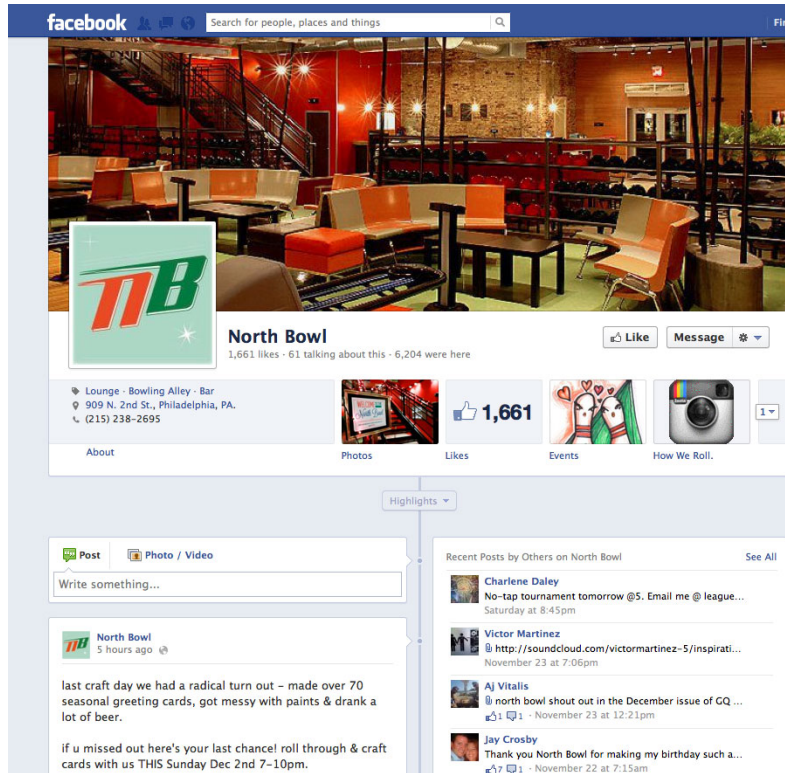 facebook
Search for people, places and things
Fi
nB
North Bowl
1,661 likes · 61 talking about this · 6,204 were here
Like
Message
Lounge · Bowling Alley · Bar
909 N. 2nd St., Philadelphia, PA.
(215) 238-2695
About
WELCOME
North Bowl
Photos
1,661
Likes
Events
How We Roll.
1
Highlights
Post
Photo / Video
Write something...
North Bowl
5 hours ago
last craft day we had a radical turn out – made over 70
seasonal greeting cards, got messy with paints & drank a
lot of beer.
if u missed out here's your last chance! roll through & craft
cards with us THIS Sunday Dec 2nd 7-10pm.
Recent Posts by Others on North Bowl
See All
Charlene Daley
No-tap tournament tomorrow @5. Email me @ league...
Saturday at 8:45pm
Victor Martinez
http://soundcloud.com/victormartinez-5/inspirati...
November 23 at 7:06pm
Aj Vitalis
north bowl shout out in the December issue of GQ ...
1 1 · November 23 at 12:21pm
Jay Crosby
Thank you North Bowl for making my birthday such a...
7 1 · November 22 at 7:15am